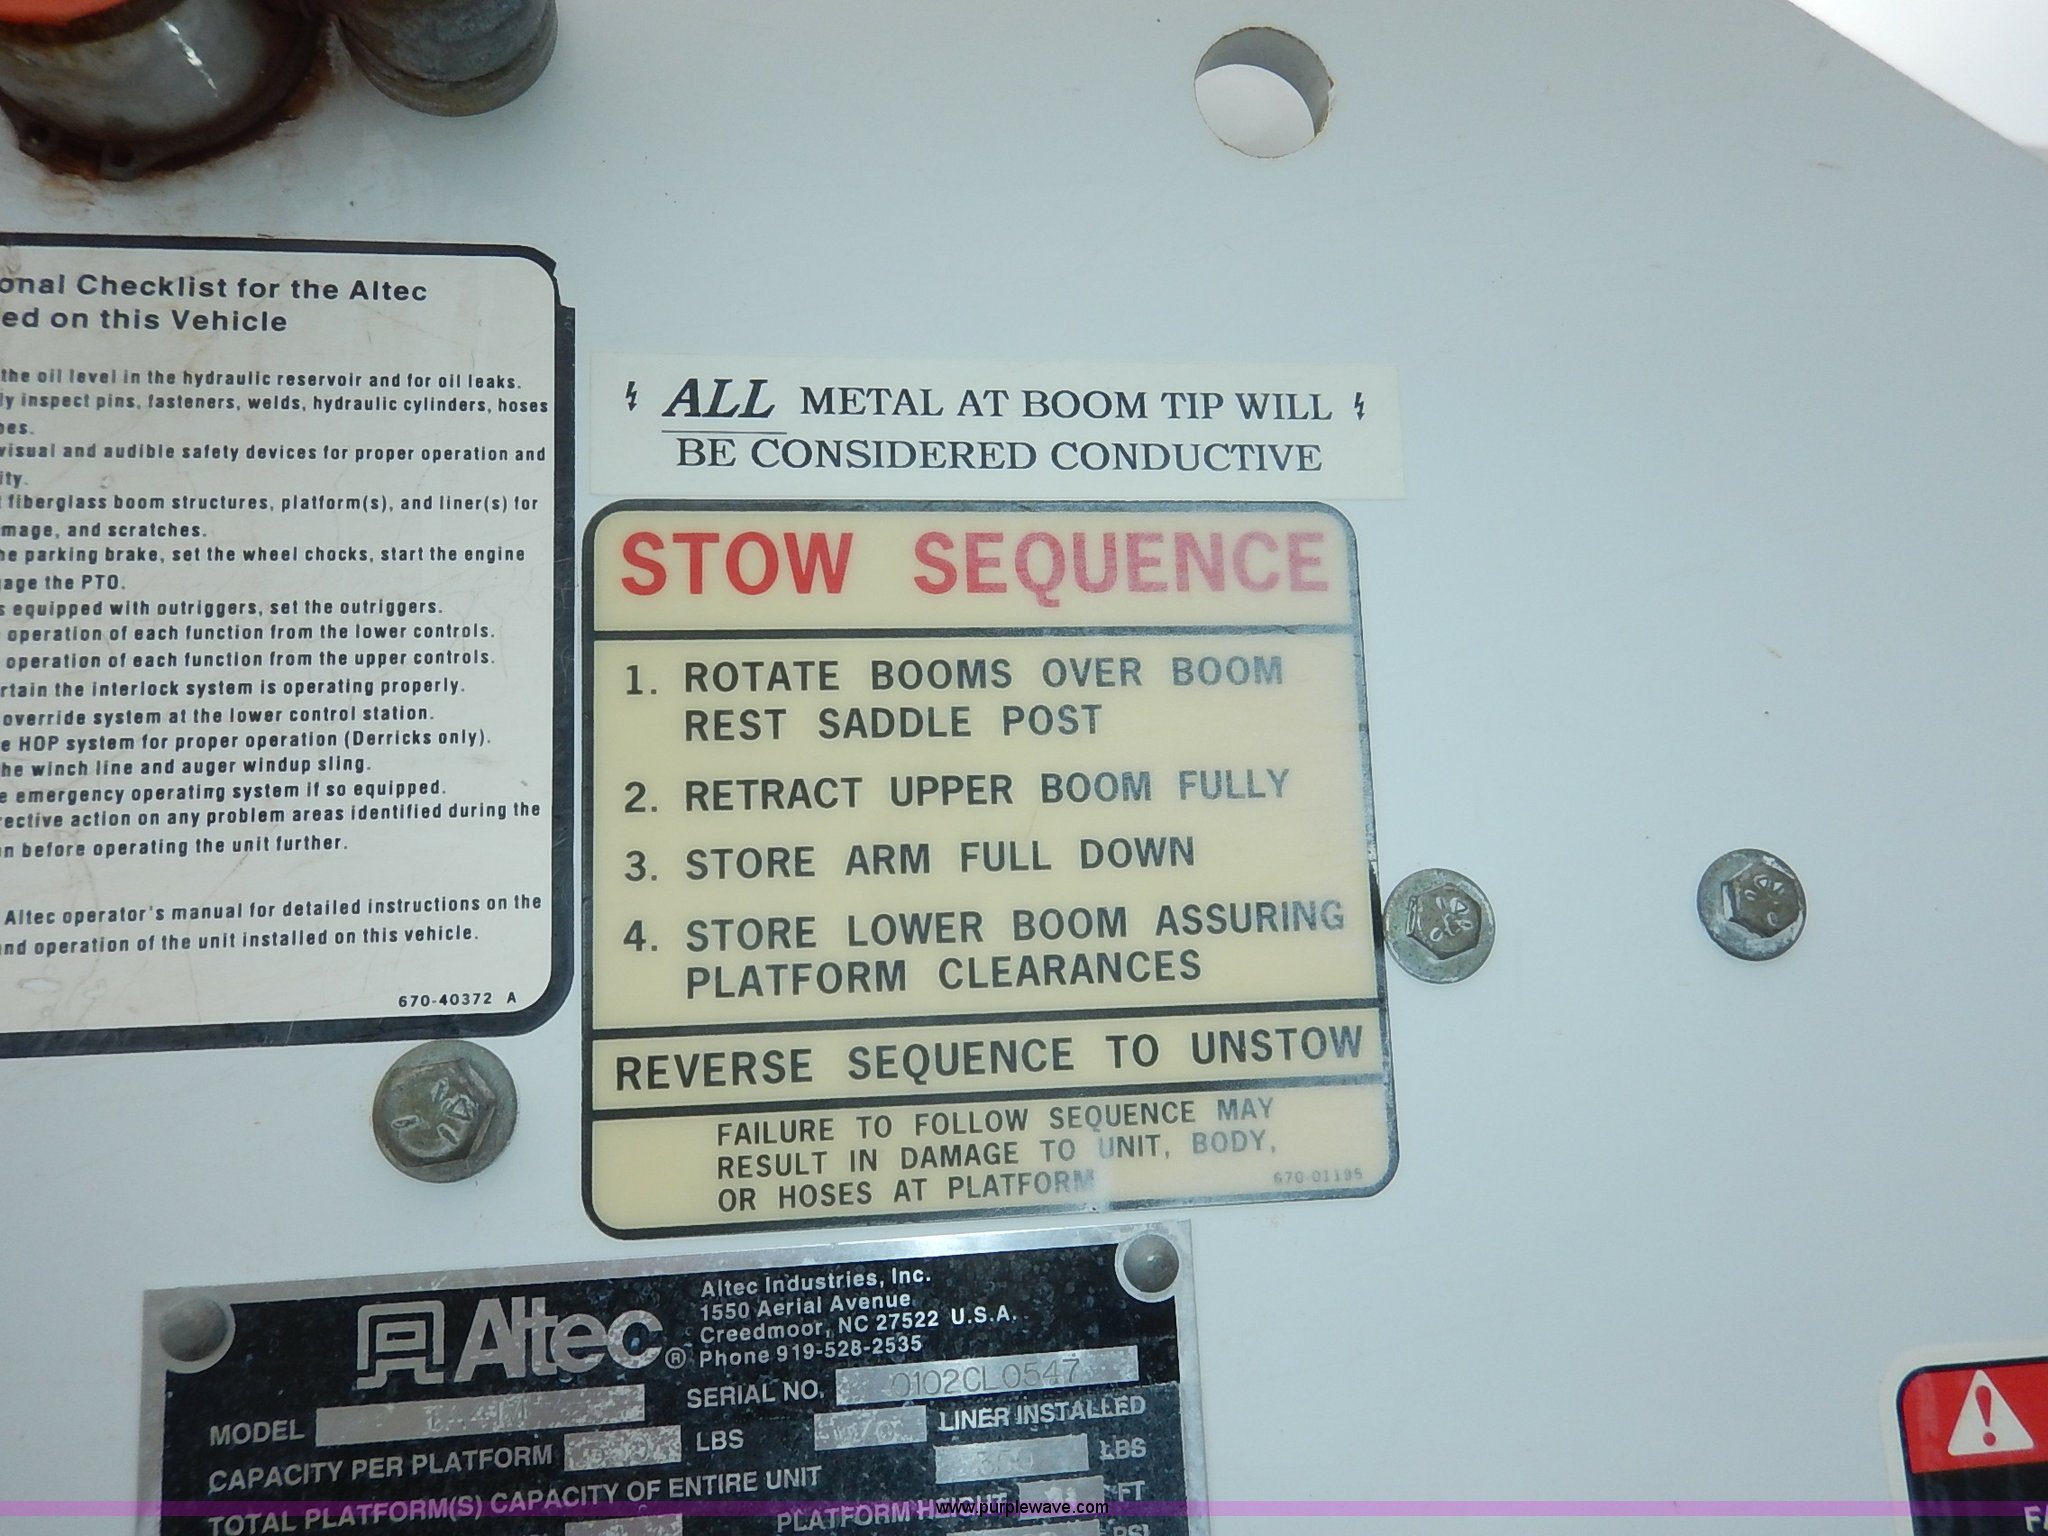 onal Checklist for the Altec
ed on this Vehicle
the oil level in the hydraulic reservoir and for oil leaks.
ly inspect pins, fasteners, welds, hydraulic cylinders, hoses
bes.
visual and audible safety devices for proper operation and
ity.
t fiberglass boom structures, platform(s), and liner(s) for
mage, and scratches.
he parking brake, set the wheel chocks, start the engine
gage the PTO.
s equipped with outriggers, set the outriggers.
operation of each function from the lower controls.
operation of each function from the upper controls.
rtain the interlock system is operating properly.
override system at the lower control station.
e HOP system for proper operation (Derricks only).
he winch line and auger windup sling.
e emergency operating system if so equipped.
rective action on any problem areas identified during the
on before operating the unit further.
Altec operator's manual for detailed instructions on the
and operation of the unit installed on this vehicle.
670-40372 A
ALL METAL AT BOOM TIP WILL
BE CONSIDERED CONDUCTIVE
STOW SEQUENCE
1. ROTATE BOOMS OVER BOOM
REST SADDLE POST
2. RETRACT UPPER BOOM FULLY
3. STORE ARM FULL DOWN
4. STORE LOWER BOOM ASSURING
PLATFORM CLEARANCES
REVERSE SEQUENCE TO UNSTOW
FAILURE TO FOLLOW SEQUENCE MAY
RESULT IN DAMAGE TO UNIT, BODY,
OR HOSES AT PLATFORM
670-01195
Altec®
Altec Industries, Inc.
1550 Aerial Avenue
Creedmoor, NC 27522 U.S.A.
Phone 919-528-2535
SERIAL NO. 0102CL0547
MODEL
LINER INSTALLED
CAPACITY PER PLATFORM LBS
TOTAL PLATFORM(S) CAPACITY OF ENTIRE UNIT LBS
PLATFORM HEIGHT FT
PSI
www.purplewave.com